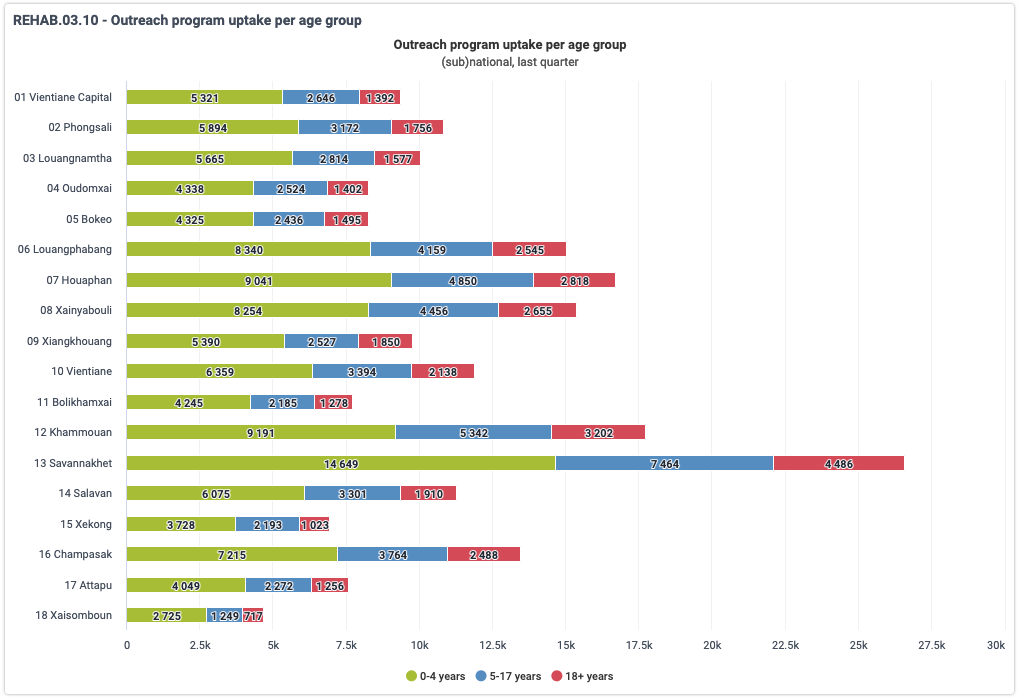 REHAB.03.10 - Outreach program uptake per age group
Outreach program uptake per age group
(sub)national, last quarter
01 Vientiane Capital 5 321 2 646 1 392
02 Phongsali 5 894 3 172 1 756
03 Louangnamtha 5 665 2 814 1 577
04 Oudomxai 4 338 2 524 1 402
05 Bokeo 4 325 2 436 1 495
06 Louangphabang 8 340 4 159 2 545
07 Houaphan 9 041 4 850 2 818
08 Xainyabouli 8 254 4 456 2 655
09 Xiangkhouang 5 390 2 527 1 850
10 Vientiane 6 359 3 394 2 138
11 Bolikhamxai 4 245 2 185 1 278
12 Khammouan 9 191 5 342 3 202
13 Savannakhet 14 649 7 464 4 486
14 Salavan 6 075 3 301 1 910
15 Xekong 3 728 2 193 1 023
16 Champasak 7 215 3 764 2 488
17 Attapu 4 049 2 272 1 256
18 Xaisomboun 2 725 1 249 717
0 2.5k 5k 7.5k 10k 12.5k 15k 17.5k 20k 22.5k 25k 27.5k 30k
0-4 years 5-17 years 18+ years